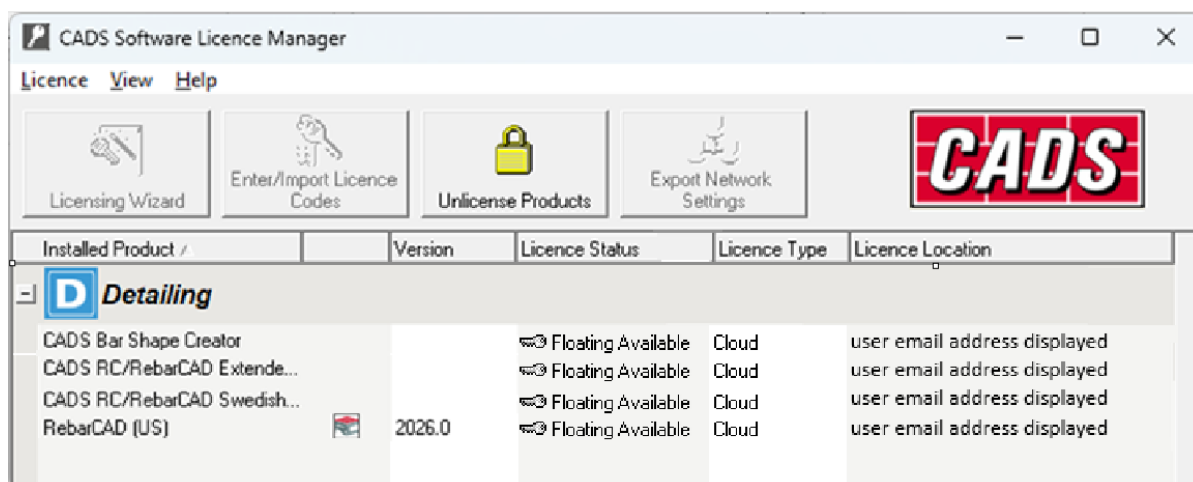 CADS Software Licence Manager
Licence View Help
Licensing Wizard
Enter/Import Licence
Codes
Unlicense Products
Export Network
Settings
CADS
Installed Product Version Licence Status Licence Type Licence Location
D Detailing
CADS Bar Shape Creator Floating Available Cloud user email address displayed
CADS RC/RebarCAD Extende... Floating Available Cloud user email address displayed
CADS RC/RebarCAD Swedish... Floating Available Cloud user email address displayed
RebarCAD (US) 2026.0 Floating Available Cloud user email address displayed